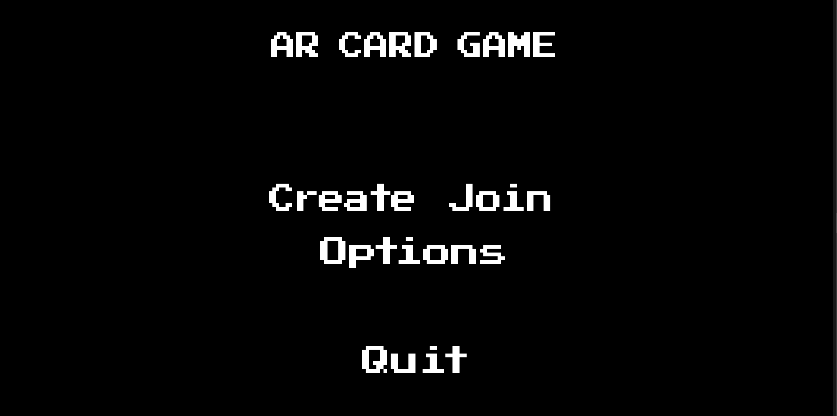 AR CARD GAME
Create Join
Options
Quit